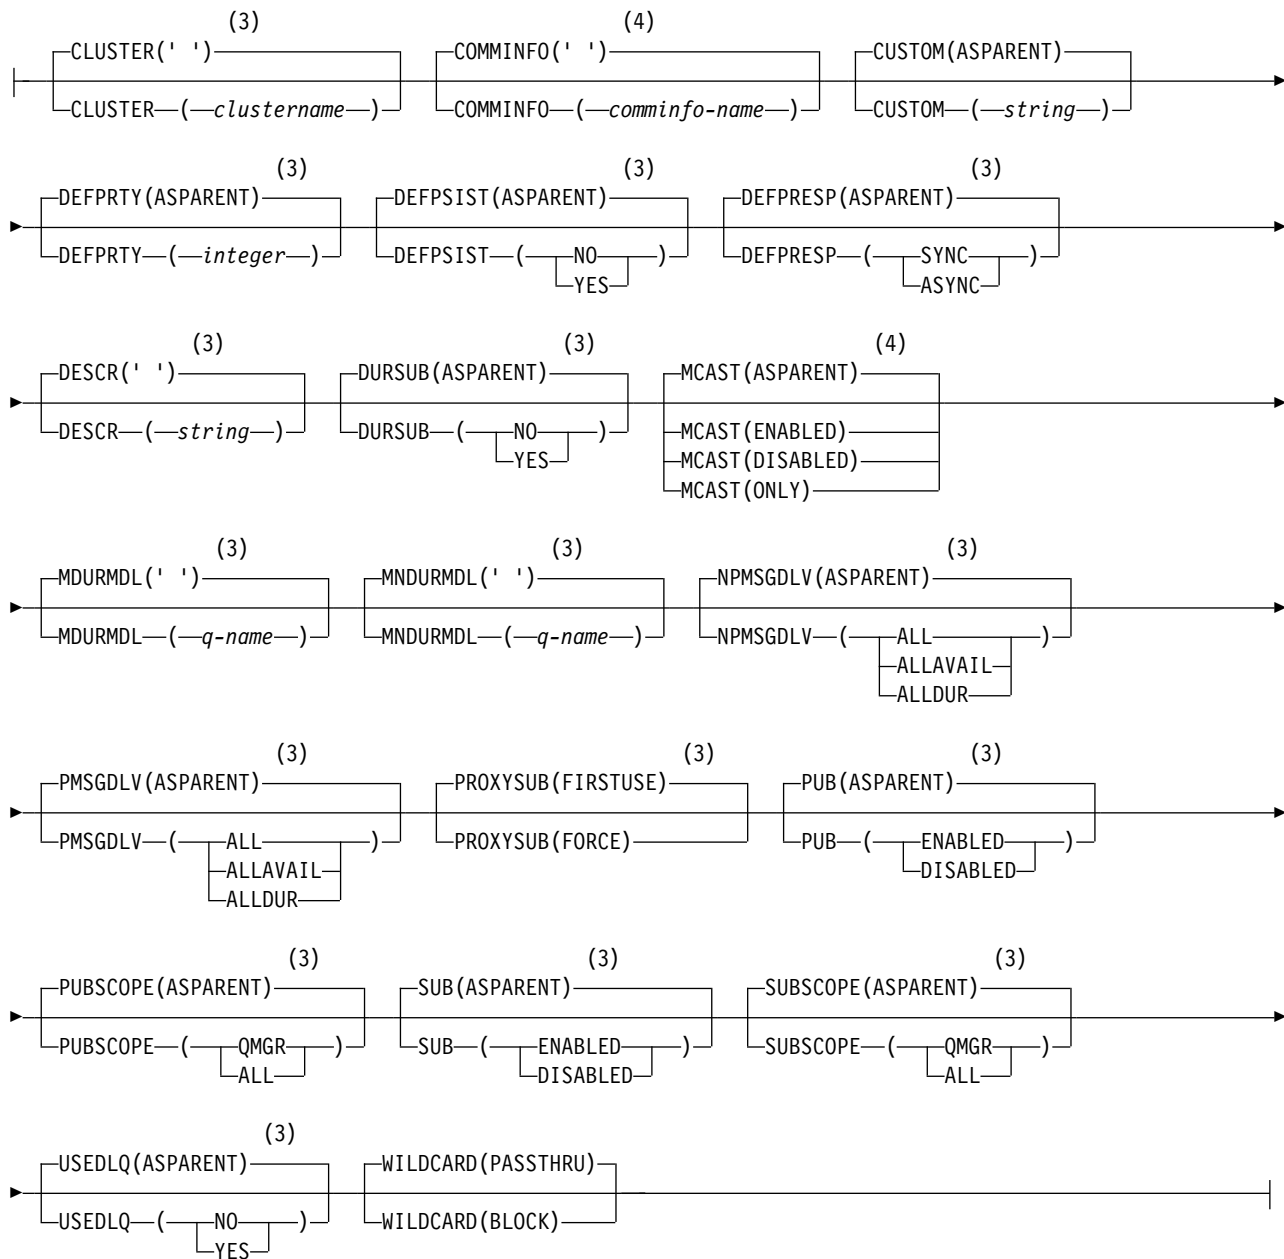 (3) (4)
CLUSTER(' ') COMMINFO(' ') CUSTOM(ASPARENT)
CLUSTER (clustername) COMMINFO (comminfo-name) CUSTOM (string)
(3) (3) (3)
DEFPRTY(ASPARENT) DEFPSIST(ASPARENT) DEFPRESP(ASPARENT)
DEFPRTY (integer) DEFPSIST ( NO ) DEFPRESP ( SYNC )
YES ASYNC
(3) (3) (4)
DESCR(' ') DURSUB(ASPARENT) MCAST(ASPARENT)
DESCR (string) DURSUB ( NO ) MCAST(ENABLED)
YES MCAST(DISABLED)
MCAST(ONLY)
(3) (3) (3)
MDURMDL(' ') MNDURMDL(' ') NPMSGDLV(ASPARENT)
MDURMDL (q-name) MNDURMDL (q-name) NPMSGDLV ( ALL )
ALLAVAIL
ALLDUR
(3) (3) (3)
PMSGDLV(ASPARENT) PROXYSUB(FIRSTUSE) PUB(ASPARENT)
PMSGDLV ( ALL ) PROXYSUB(FORCE) PUB ( ENABLED )
ALLAVAIL DISABLED
ALLDUR
(3) (3) (3)
PUBSCOPE(ASPARENT) SUB(ASPARENT) SUBSCOPE(ASPARENT)
PUBSCOPE ( QMGR ) SUB ( ENABLED ) SUBSCOPE ( QMGR )
ALL DISABLED ALL
(3)
USEDLQ(ASPARENT) WILDCARD(PASSTHRU)
USEDLQ ( NO ) WILDCARD(BLOCK)
YES